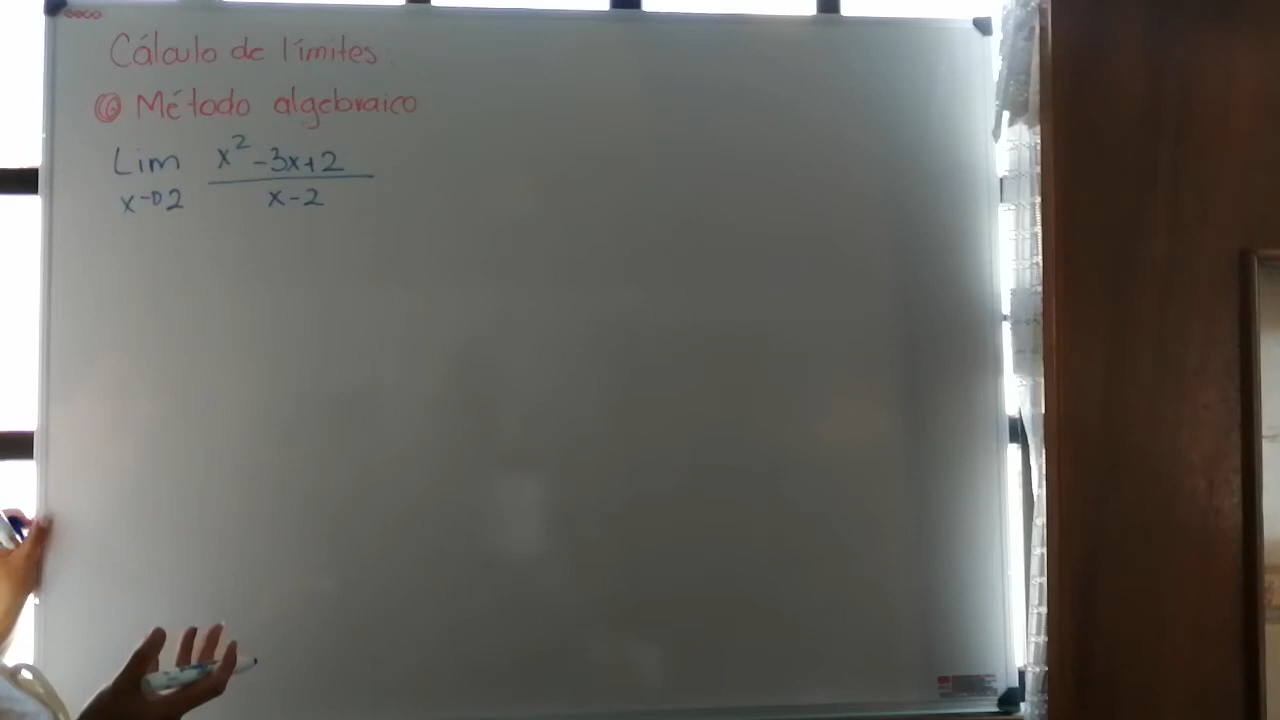 Cálculo de límites
Método algebraico
Lim x² -3x+2
x→2 x-2